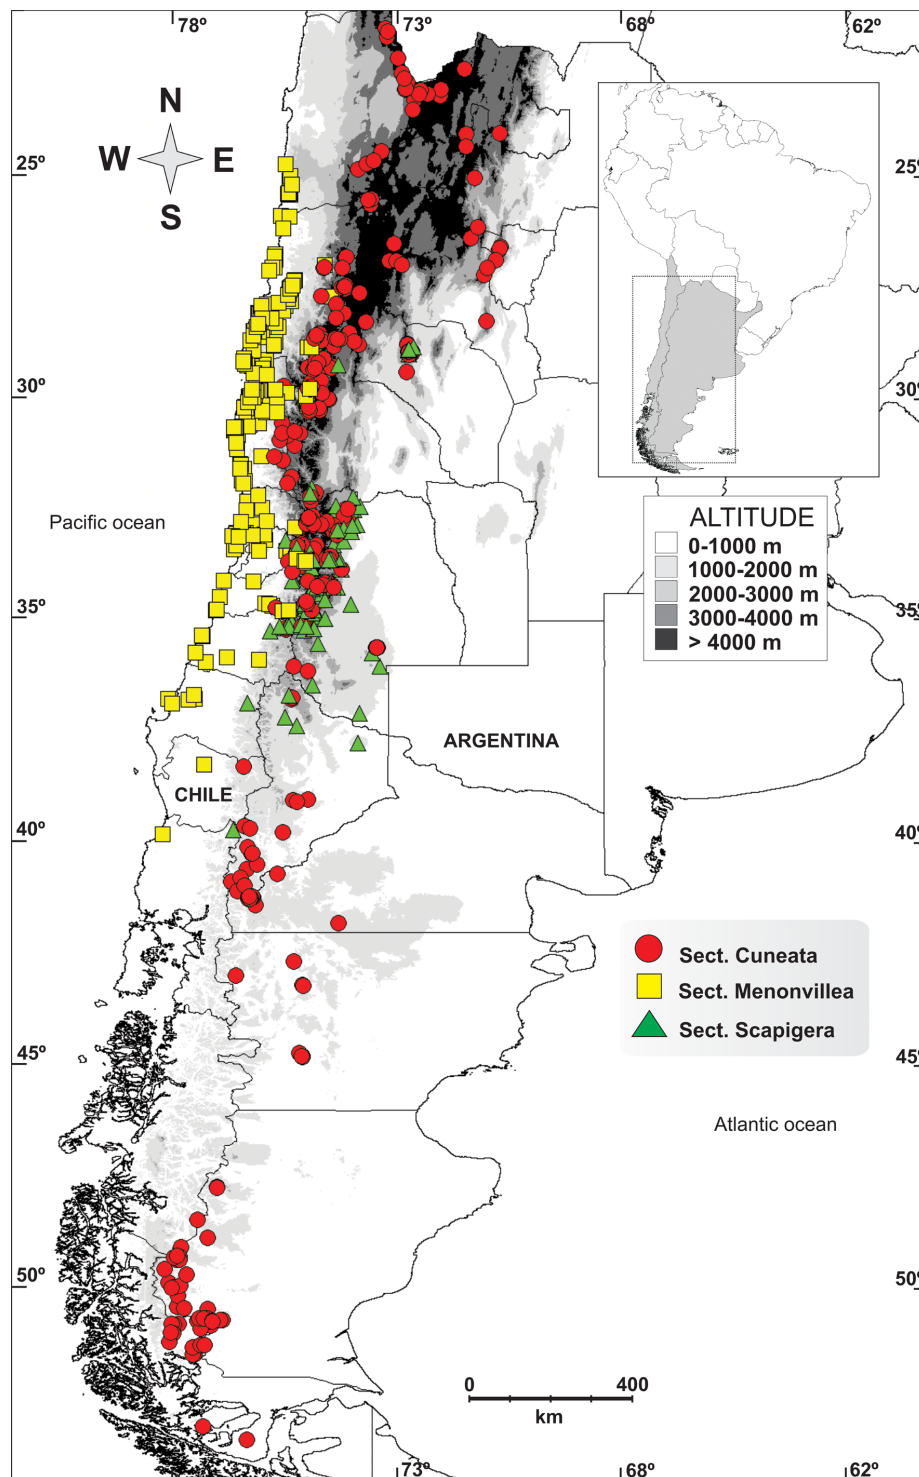 78º
73º
68º
62º
N
W
E
S
25º
25º
30º
30º
Pacific ocean
ALTITUDE
0-1000 m
1000-2000 m
2000-3000 m
3000-4000 m
> 4000 m
35º
35º
ARGENTINA
CHILE
40º
40º
Sect. Cuneata
Sect. Menonvillea
Sect. Scapigera
45º
45º
Atlantic ocean
50º
50º
0
400
km
73º
68º
62º